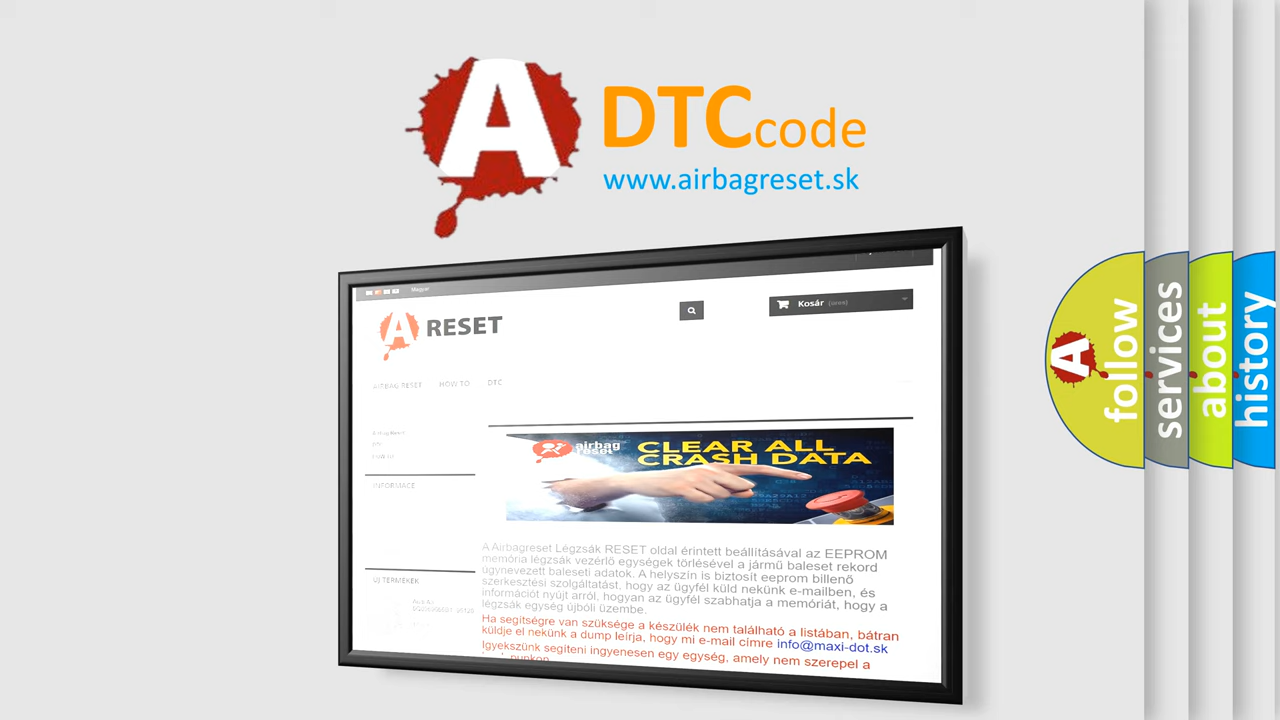 A
DTC code
www.airbagreset.sk
Magyar
Kosár
A RESET
AIRBAG RESET HOW TO DTC
INFORMACE
airbag
reset
CLEAR ALL
CRASH DATA
A Airbagreset Légzsák RESET oldal érintett beállításával az EEPROM
memória légzsák vezérlő egységek törlésével a jármű baleset rekord
úgynevezett baleseti adatok. A helyszín is biztosít eeprom billenő
szerkesztési szolgáltatást, hogy az ügyfél küld nekünk e-mailben, és
információt nyújt arról, hogyan az ügyfél szabhatja a memóriát, hogy a
légzsák egység újbóli üzembe.
Ha segítségre van szüksége a készülék nem található a listában, bátran
küldje el nekünk a dump leírja, hogy mi e-mail címre info@maxi-dot.sk
Igyekszünk segíteni ingyenesen egy egység, amely nem szerepel a
ÚJ TERMÉKEK
A
follow
services
about
history